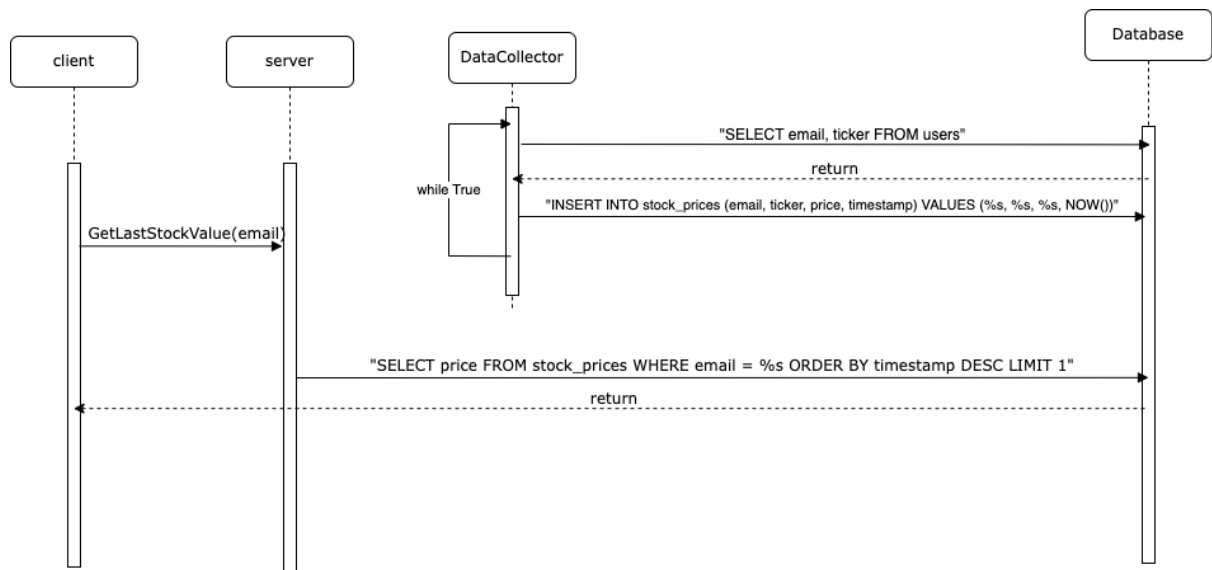 client
server
DataCollector
Database
"SELECT email, ticker FROM users"
return
while True
"INSERT INTO stock_prices (email, ticker, price, timestamp) VALUES (%s, %s, %s, NOW())"
GetLastStockValue(email)
"SELECT price FROM stock_prices WHERE email = %s ORDER BY timestamp DESC LIMIT 1"
return